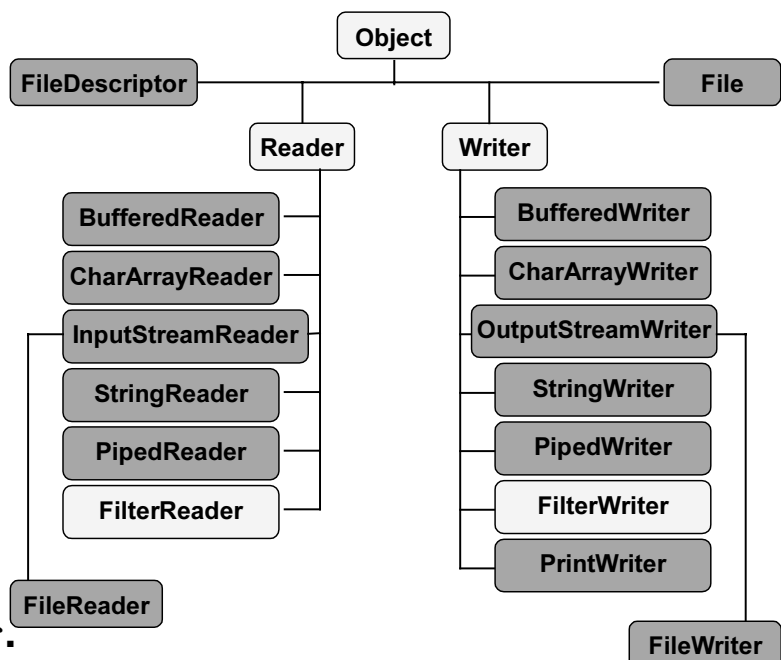 Object
FileDescriptor
File
Reader
Writer
BufferedReader
BufferedWriter
CharArrayReader
CharArrayWriter
InputStreamReader
OutputStreamWriter
StringReader
StringWriter
PipedReader
PipedWriter
FilterReader
FilterWriter
PrintWriter
FileReader
FileWriter